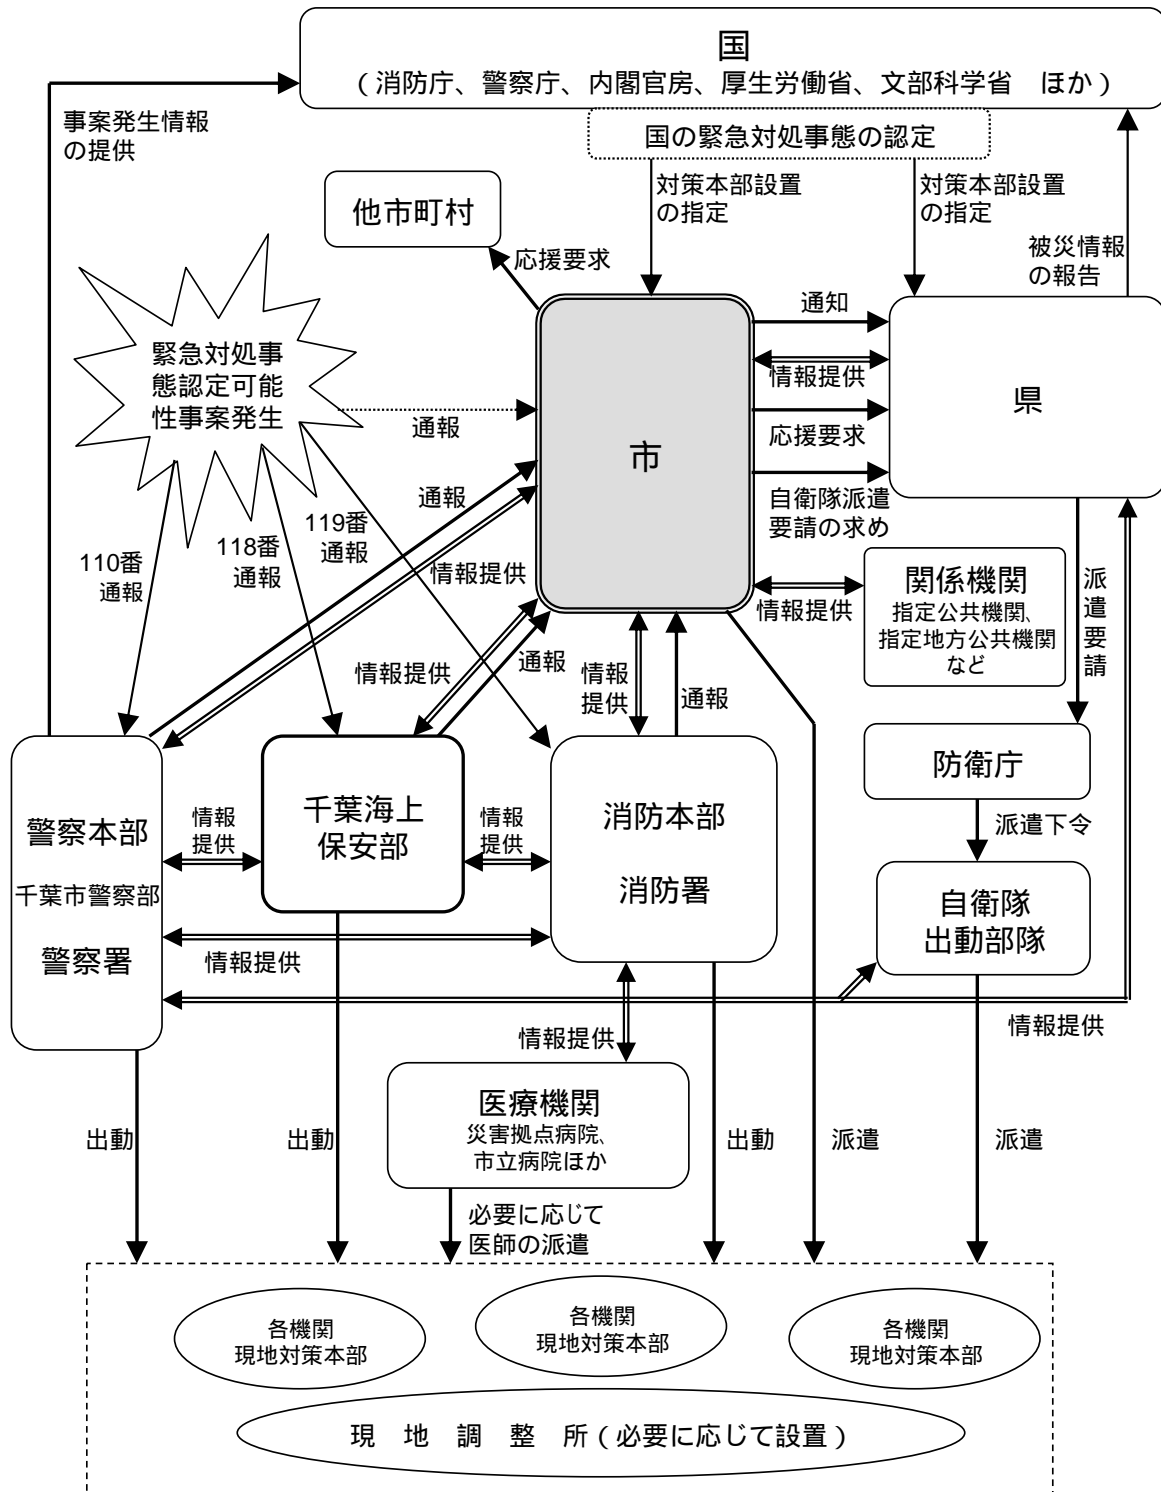 国
（消防庁、警察庁、内閣官房、厚生労働省、文部科学省　ほか）
事案発生情報
の提供
国の緊急対処事態の認定
対策本部設置
の指定
対策本部設置
の指定
他市町村
応援要求
被災情報
の報告
通知
緊急対処事
態認定可能
性事案発生
情報提供
県
通報
応援要求
市
通報
自衛隊派遣
要請の求め
119番
通報
118番
通報
110番
通報
情報提供
関係機関
指定公共機関、
指定地方公共機関
など
情報提供
派遣要請
通報
情報提供
情報
提供
通報
防衛庁
千葉海上
保安部
消防本部
消防署
情報
提供
情報
提供
派遣下令
警察本部
千葉市警察部
警察署
自衛隊
出動部隊
情報提供
情報提供
情報提供
医療機関
災害拠点病院、
市立病院ほか
出動
出動
出動
派遣
派遣
必要に応じて
医師の派遣
各機関
現地対策本部
各機関
現地対策本部
各機関
現地対策本部
現　地　調　整　所（必要に応じて設置）